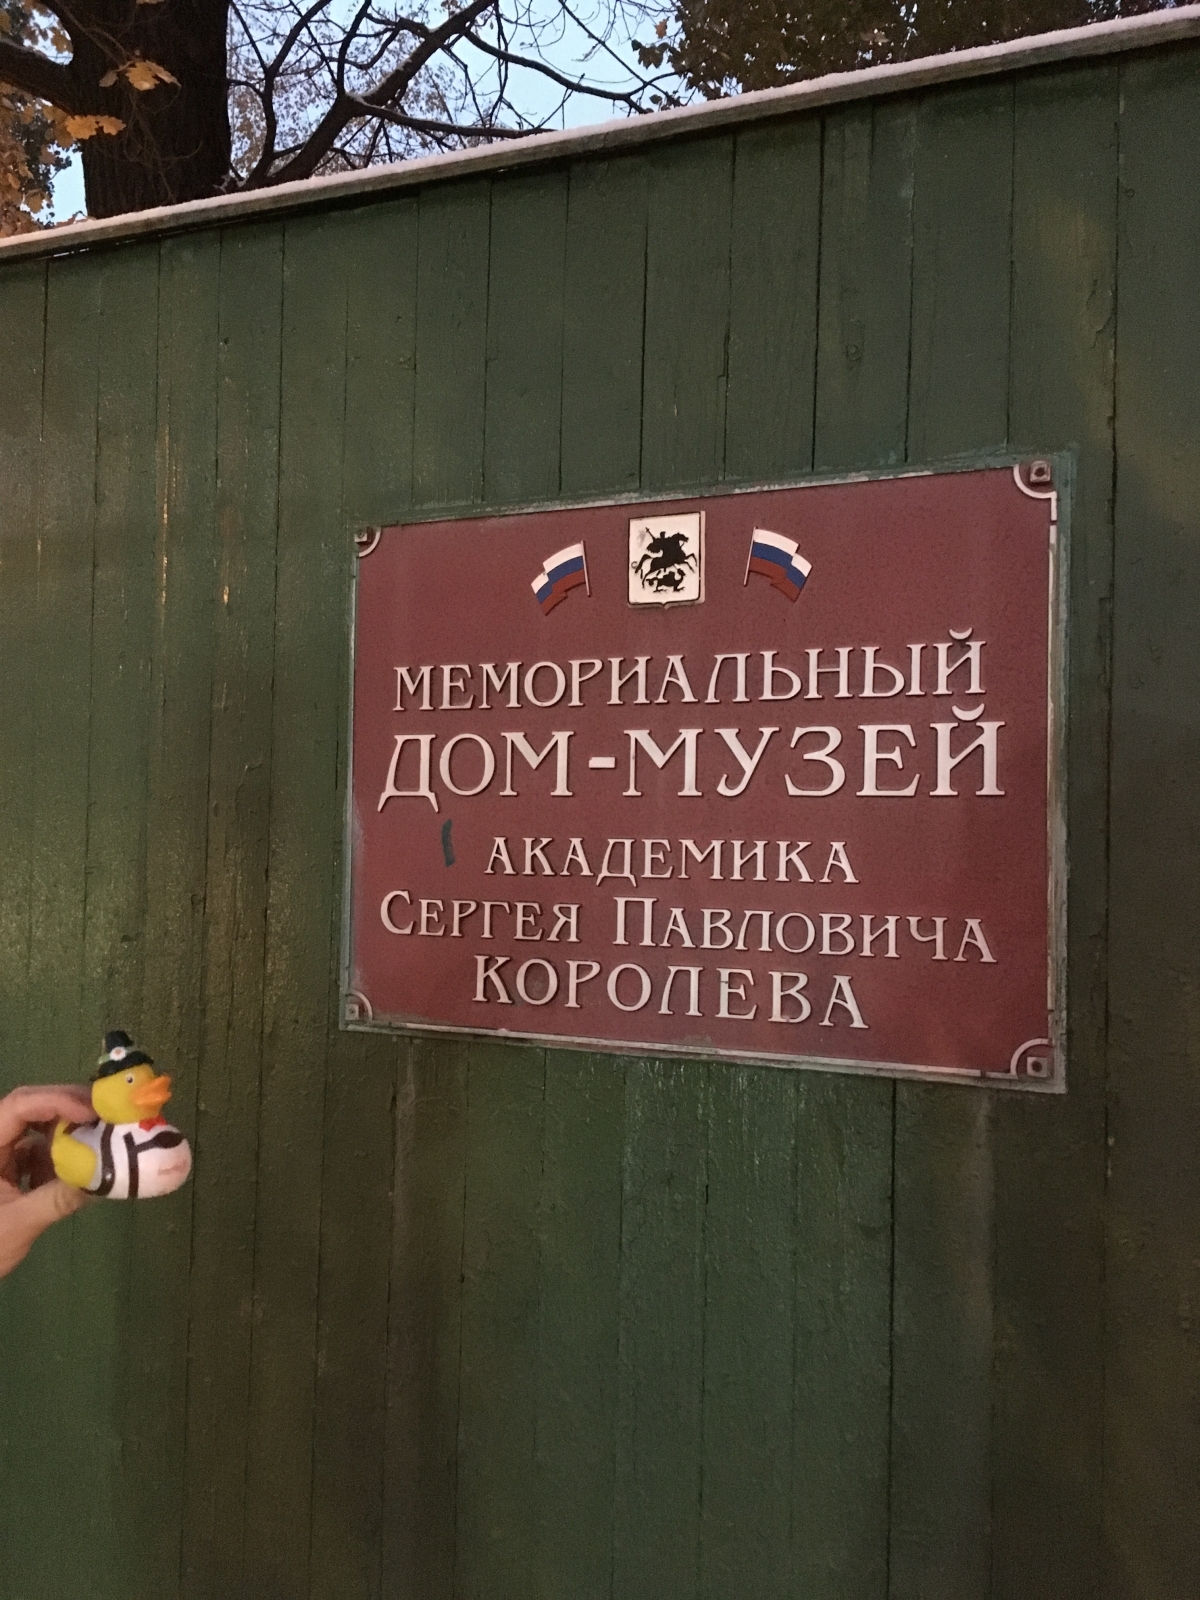 МЕМОРИАЛЬНЫЙ
ДОМ-МУЗЕЙ
АКАДЕМИКА
СЕРГЕЯ ПАВЛОВИЧА
КОРОЛЕВА